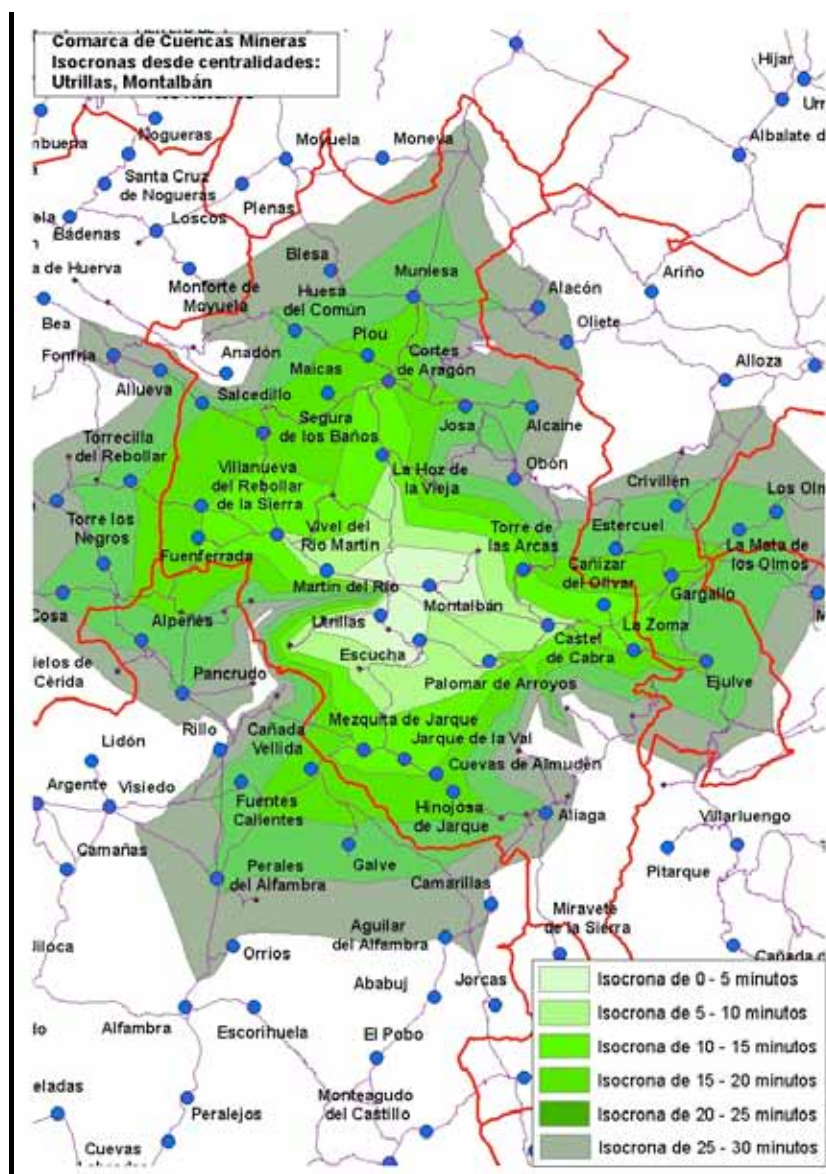 Comarca de Cuencas Mineras
Isocronas desde centralidades:
Utrillas, Montalbán
Hijar
Nogueras
Moyuela
Moneva
Albalate d
Santa Cruz
de Nogueras
Plenas
Loscos
Bádenas
Blesa
a de Huerva
Monforte de
Moyuela
Huesa
del Común
Muniesa
Alacón
Ariño
Bea
Oliete
Fonfría
Anadón
Plou
Cortes
de Aragón
Alloza
Allueva
Maicas
Salcedillo
Segura
de los Baños
Josa
Alcaine
Torrecilla
del Rebollar
Villanueva
del Rebollar
de la Sierra
La Hoz de
la Vieja
Obón
Crivillén
Los Olm
Torre los
Negros
Vivel del
Río Martín
Torre de
las Arcas
Estercuel
La Mata de
los Olmos
Fuenferrada
Cañizar
del Olivar
Gargallo
Martín del Río
Montalbán
Cosa
Alpeñés
Utrillas
La Zoma
Castel
de Cabra
Escucha
ielos de
Cérida
Pancrudo
Palomar de Arroyos
Ejulve
Rillo
Cañada
Vellida
Mezquita de Jarque
Jarque de la Val
Lidón
Cuevas de Almudén
Argente
Visiedo
Fuentes
Calientes
Hinojosa
de Jarque
Aliaga
Villarluengo
Camañas
Galve
Pitarque
Perales
del Alfambra
Camarillas
Miravete
de la Sierra
Aguilar
del Alfambra
Jiloca
Orrios
Cañada d
Ababuj
Jorcas
Alfambra
Escorihuela
El Pobo
eladas
Monteagudo
del Castillo
Peralejos
Cuevas
Isocrona de 0 - 5 minutos
Isocrona de 5 - 10 minutos
Isocrona de 10 - 15 minutos
Isocrona de 15 - 20 minutos
Isocrona de 20 - 25 minutos
Isocrona de 25 - 30 minutos